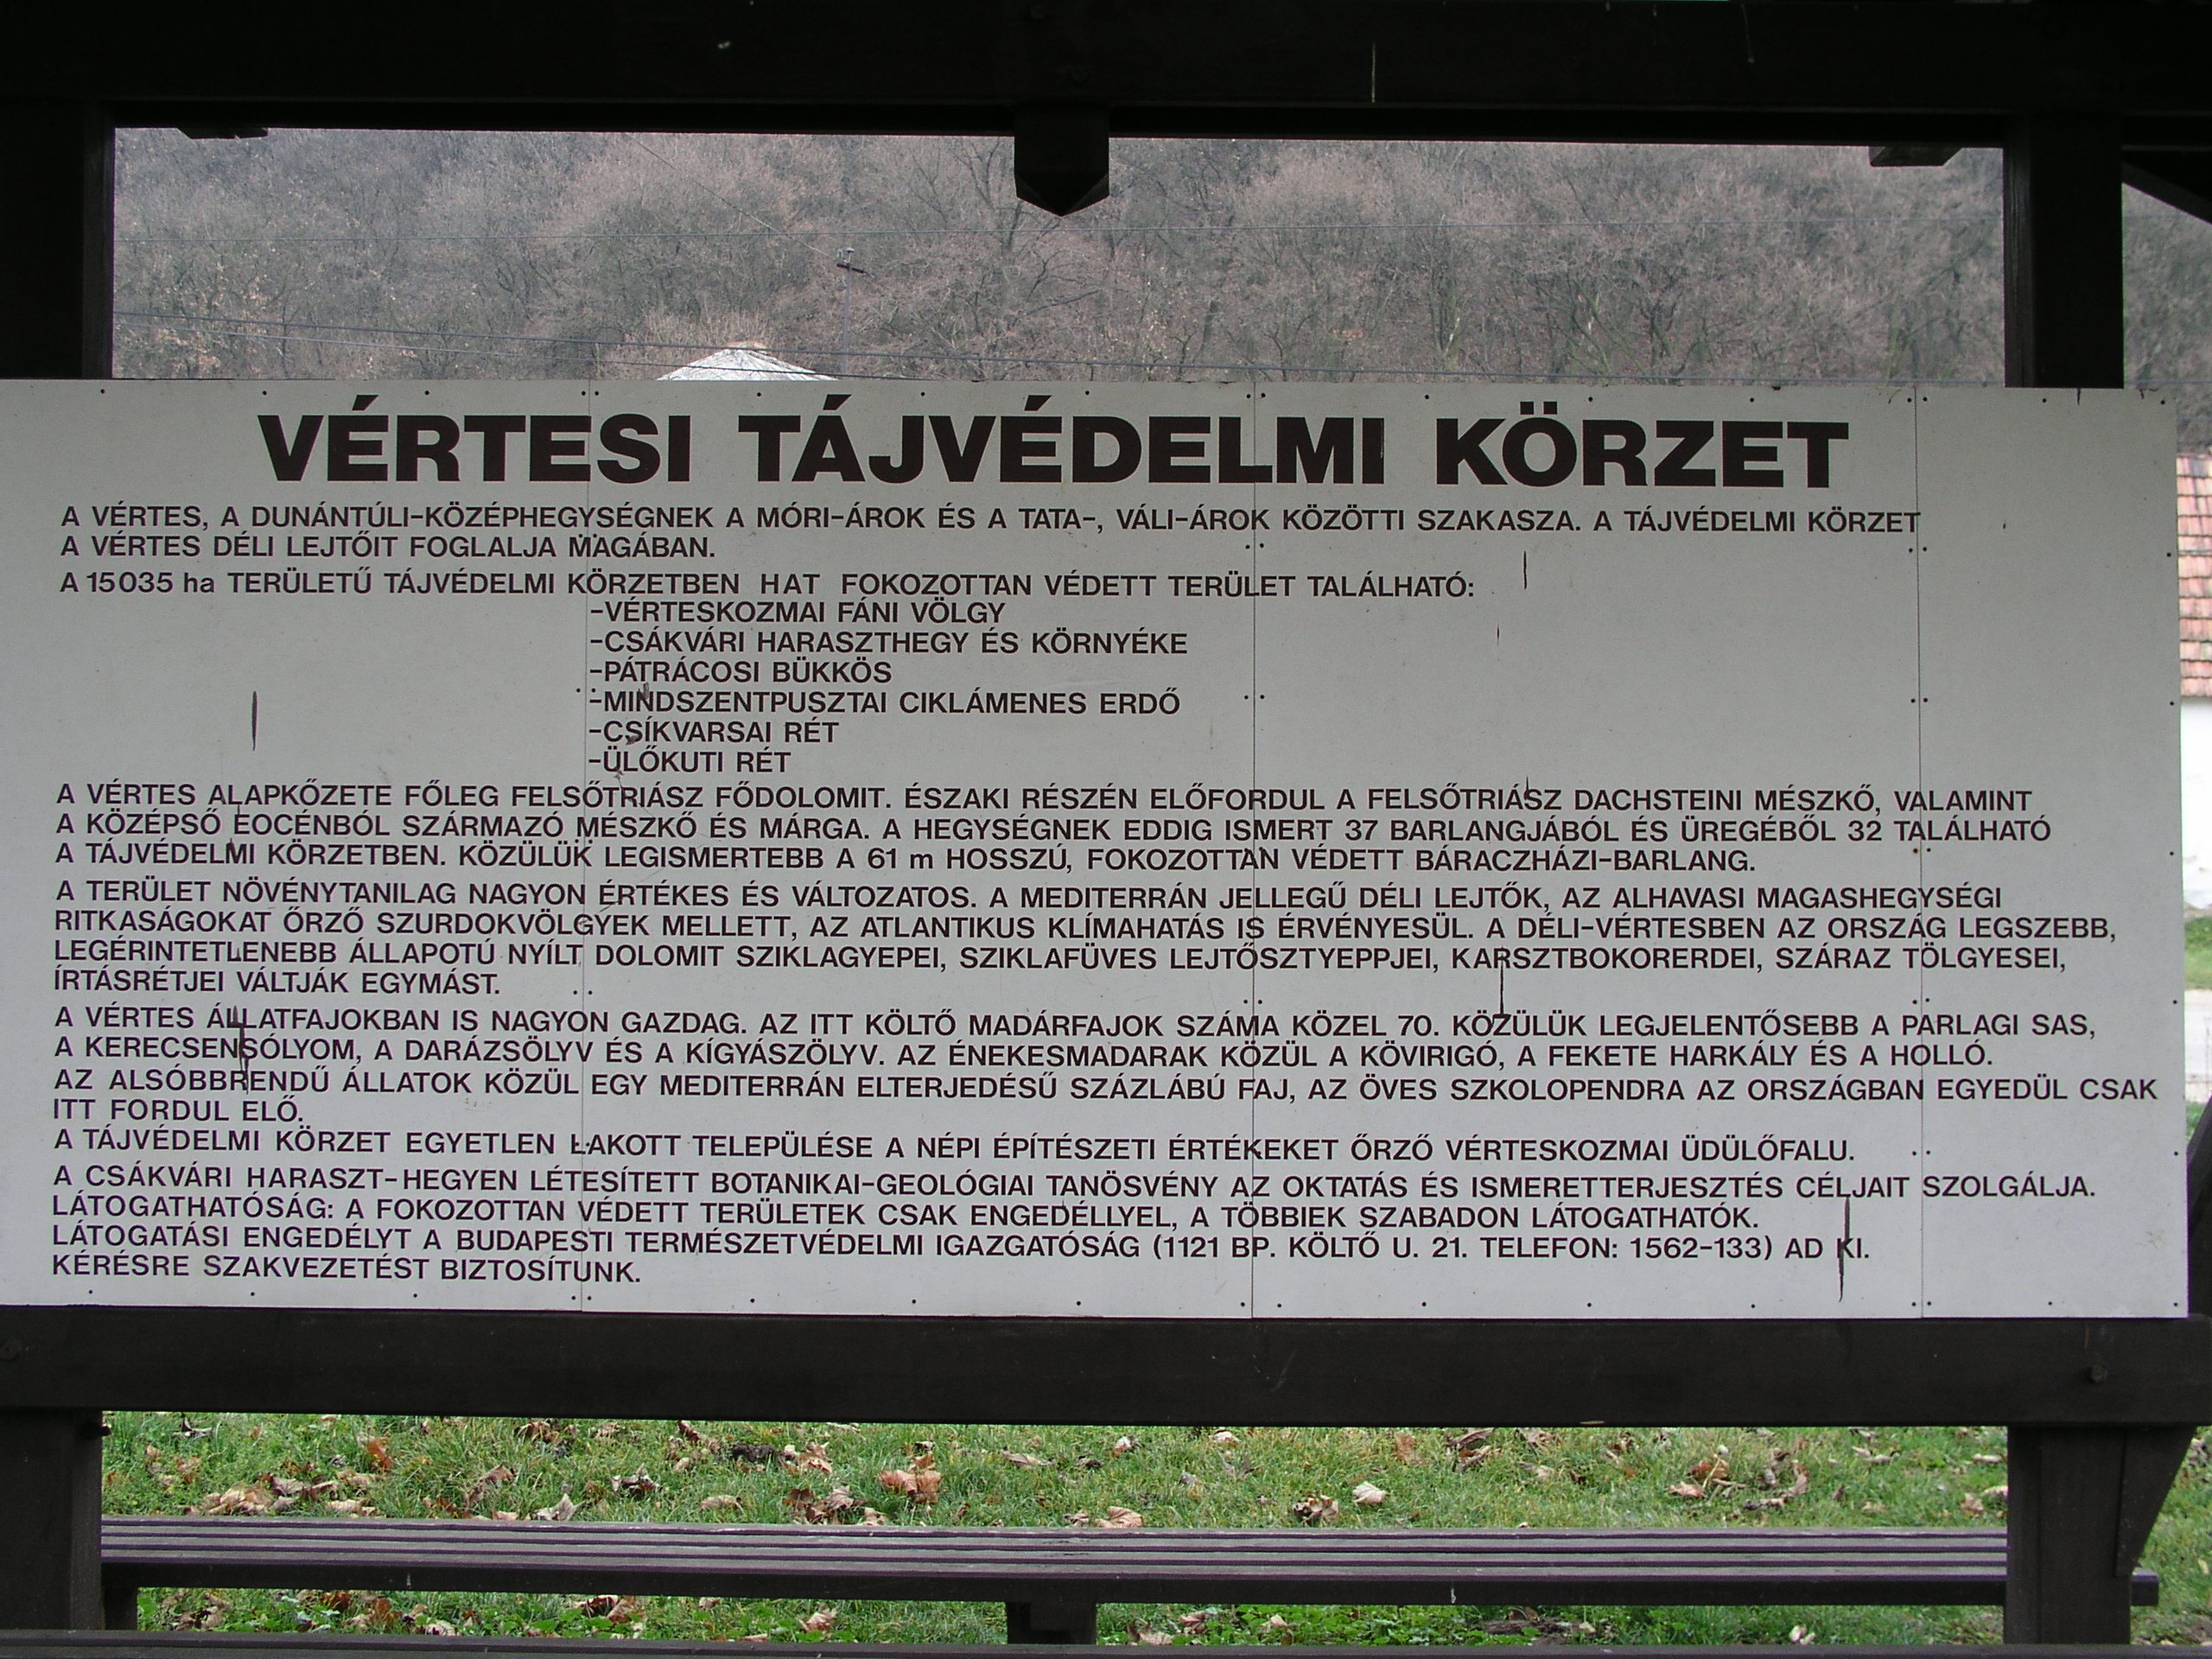 VÉRTESI TÁJVÉDELMI KÖRZET
A VÉRTES, A DUNÁNTÚLI-KÖZÉPHEGYSÉGNEK A MÓRI-ÁROK ÉS A TATA-, VÁLI-ÁROK KÖZÖTTI SZAKASZA. A TÁJVÉDELMI KÖRZET
A VÉRTES DÉLI LEJTŐIT FOGLALJA MAGÁBAN.
A 15035 ha TERÜLETŰ TÁJVÉDELMI KÖRZETBEN HAT FOKOZOTTAN VÉDETT TERÜLET TALÁLHATÓ:
-VÉRTESKOZMAI FÁNI VÖLGY
-CSÁKVÁRI HARASZTHEGY ÉS KÖRNYÉKE
-PÁTRÁCOSI BÜKKÖS
-MINDSZENTPUSZTAI CIKLÁMENES ERDŐ
-CSÍKVARSAI RÉT
-ÜLŐKUTI RÉT
A VÉRTES ALAPKŐZETE FŐLEG FELSŐTRIÁSZ FŐDOLOMIT. ÉSZAKI RÉSZÉN ELŐFORDUL A FELSŐTRIÁSZ DACHSTEINI MÉSZKŐ, VALAMINT
A KÖZÉPSŐ EOCÉNBÓL SZÁRMAZÓ MÉSZKŐ ÉS MÁRGA. A HEGYSÉGNEK EDDIG ISMERT 37 BARLANGJÁBÓL ÉS ÜREGÉBŐL 32 TALÁLHATÓ
A TÁJVÉDELMI KÖRZETBEN. KÖZÜLÜK LEGISMERTEBB A 61 m HOSSZÚ, FOKOZOTTAN VÉDETT BÁRACZHÁZI-BARLANG.
A TERÜLET NÖVÉNYTANILAG NAGYON ÉRTÉKES ÉS VÁLTOZATOS. A MEDITERRÁN JELLEGŰ DÉLI LEJTŐK, AZ ALHAVASI MAGASHEGYSÉGI
RITKASÁGOKAT ŐRZŐ SZURDOKVÖLGYEK MELLETT, AZ ATLANTIKUS KLÍMAHATÁS IS ÉRVÉNYESÜL. A DÉLI-VÉRTESBEN AZ ORSZÁG LEGSZEBB,
LEGÉRINTETLENEBB ÁLLAPOTÚ NYÍLT DOLOMIT SZIKLAGYEPEI, SZIKLAFÜVES LEJTŐSZTYEPPJEI, KARSZTBOKORERDEI, SZÁRAZ TÖLGYESEI,
ÍRTÁSRÉTJEI VÁLTJÁK EGYMÁST.
A VÉRTES ÁLLATFAJOKBAN IS NAGYON GAZDAG. AZ ITT KÖLTŐ MADÁRFAJOK SZÁMA KÖZEL 70. KÖZÜLÜK LEGJELENTŐSEBB A PARLAGI SAS,
A KERECSENSÓLYOM, A DARÁZSÖLYV ÉS A KÍGYÁSZÖLYV. AZ ÉNEKESMADARAK KÖZÜL A KÖVIRIGÓ, A FEKETE HARKÁLY ÉS A HOLLÓ.
AZ ALSÓBBRENDŰ ÁLLATOK KÖZÜL EGY MEDITERRÁN ELTERJEDÉSŰ SZÁZLÁBÚ FAJ, AZ ÖVES SZKOLOPENDRA AZ ORSZÁGBAN EGYEDÜL CSAK
ITT FORDUL ELŐ.
A TÁJVÉDELMI KÖRZET EGYETLEN LAKOTT TELEPÜLÉSE A NÉPI ÉPÍTÉSZETI ÉRTÉKEKET ŐRZŐ VÉRTESKOZMAI ÜDÜLŐFALU.
A CSÁKVÁRI HARASZT-HEGYEN LÉTESÍTETT BOTANIKAI-GEOLÓGIAI TANÖSVÉNY AZ OKTATÁS ÉS ISMERETTERJESZTÉS CÉLJAIT SZOLGÁLJA.
LÁTOGATHATÓSÁG: A FOKOZOTTAN VÉDETT TERÜLETEK CSAK ENGEDÉLLYEL, A TÖBBIEK SZABADON LÁTOGATHATÓK.
LÁTOGATÁSI ENGEDÉLYT A BUDAPESTI TERMÉSZETVÉDELMI IGAZGATÓSÁG (1121 BP. KÖLTŐ U. 21. TELEFON: 1562-133) AD KI.
KÉRÉSRE SZAKVEZETÉST BIZTOSÍTUNK.